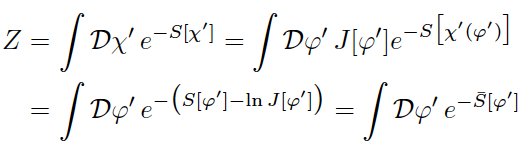 Z = ∫ 𝒟χ′ e^{−S[χ′]} = ∫ 𝒟φ′ J[φ′]e^{−S[χ′(φ′)]}
= ∫ 𝒟φ′ e^{−(S[φ′]−ln J[φ′])} = ∫ 𝒟φ′ e^{−S̄[φ′]}